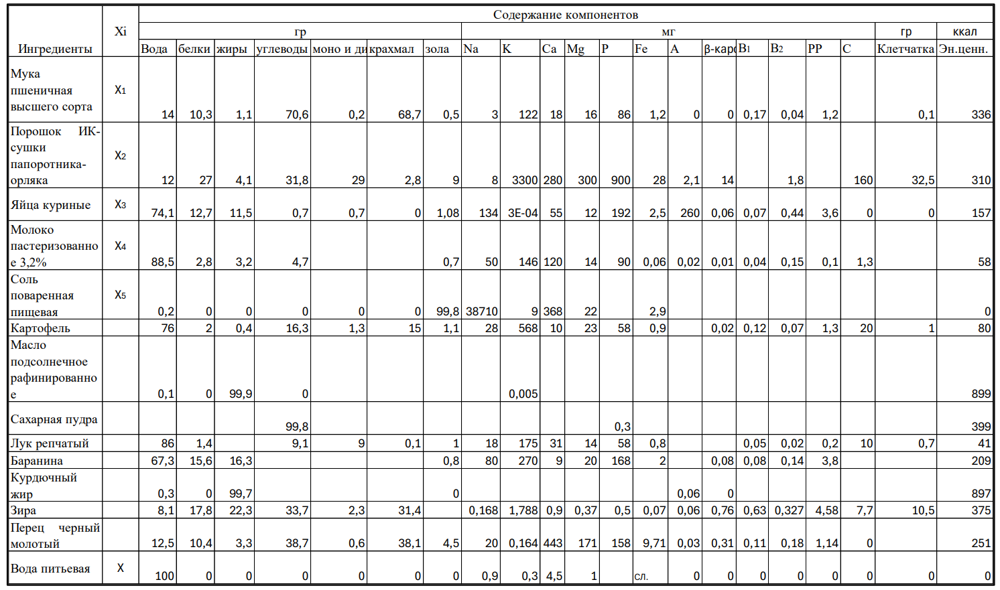 Содержание компонентов
Ингредиенты Xi гр мг гр ккал
Вода белки жиры углеводы моно и ди крахмал зола Na K Ca Mg P Fe A β-каро B1 B2 PP C Клетчатка Эн.ценн.
Мука
пшеничная X1
высшего сорта
14 10,3 1,1 70,6 0,2 68,7 0,5 3 122 18 16 86 1,2 0 0 0,17 0,04 1,2 0,1 336
Порошок ИК-
сушки X2
папоротника-
орляка 12 27 4,1 31,8 29 2,8 9 8 3300 280 300 900 28 2,1 14 1,8 160 32,5 310
Яйца куриные X3
74,1 12,7 11,5 0,7 0,7 0 1,08 134 3E-04 55 12 192 2,5 260 0,06 0,07 0,44 3,6 0 0 157
Молоко
пастеризованно X4
е 3,2% 88,5 2,8 3,2 4,7 0,7 50 146 120 14 90 0,06 0,02 0,01 0,04 0,15 0,1 1,3 58
Соль
поваренная X5
пищевая 0,2 0 0 0 0 0 99,8 38710 9 368 22 2,9 0
Картофель 76 2 0,4 16,3 1,3 15 1,1 28 568 10 23 58 0,9 0,02 0,12 0,07 1,3 20 1 80
Масло
подсолнечное
рафинированно
е 0,1 0 99,9 0 0,005 899
Сахарная пудра
99,8 0,3 399
Лук репчатый 86 1,4 9,1 9 0,1 1 18 175 31 14 58 0,8 0,05 0,02 0,2 10 0,7 41
Баранина 67,3 15,6 16,3 0,8 80 270 9 20 168 2 0,08 0,08 0,14 3,8 209
Курдючный
жир 0,3 0 99,7 0 0,06 0 897
Зира 8,1 17,8 22,3 33,7 2,3 31,4 0,168 1,788 0,9 0,37 0,5 0,07 0,06 0,76 0,63 0,327 4,58 7,7 10,5 375
Перец черный
молотый 12,5 10,4 3,3 38,7 0,6 38,1 4,5 20 0,164 443 171 158 9,71 0,03 0,31 0,11 0,18 1,14 0 251
Вода питьевая X
100 0 0 0 0 0 0 0,9 0,3 4,5 1 сл. 0 0 0 0 0 0 0 0